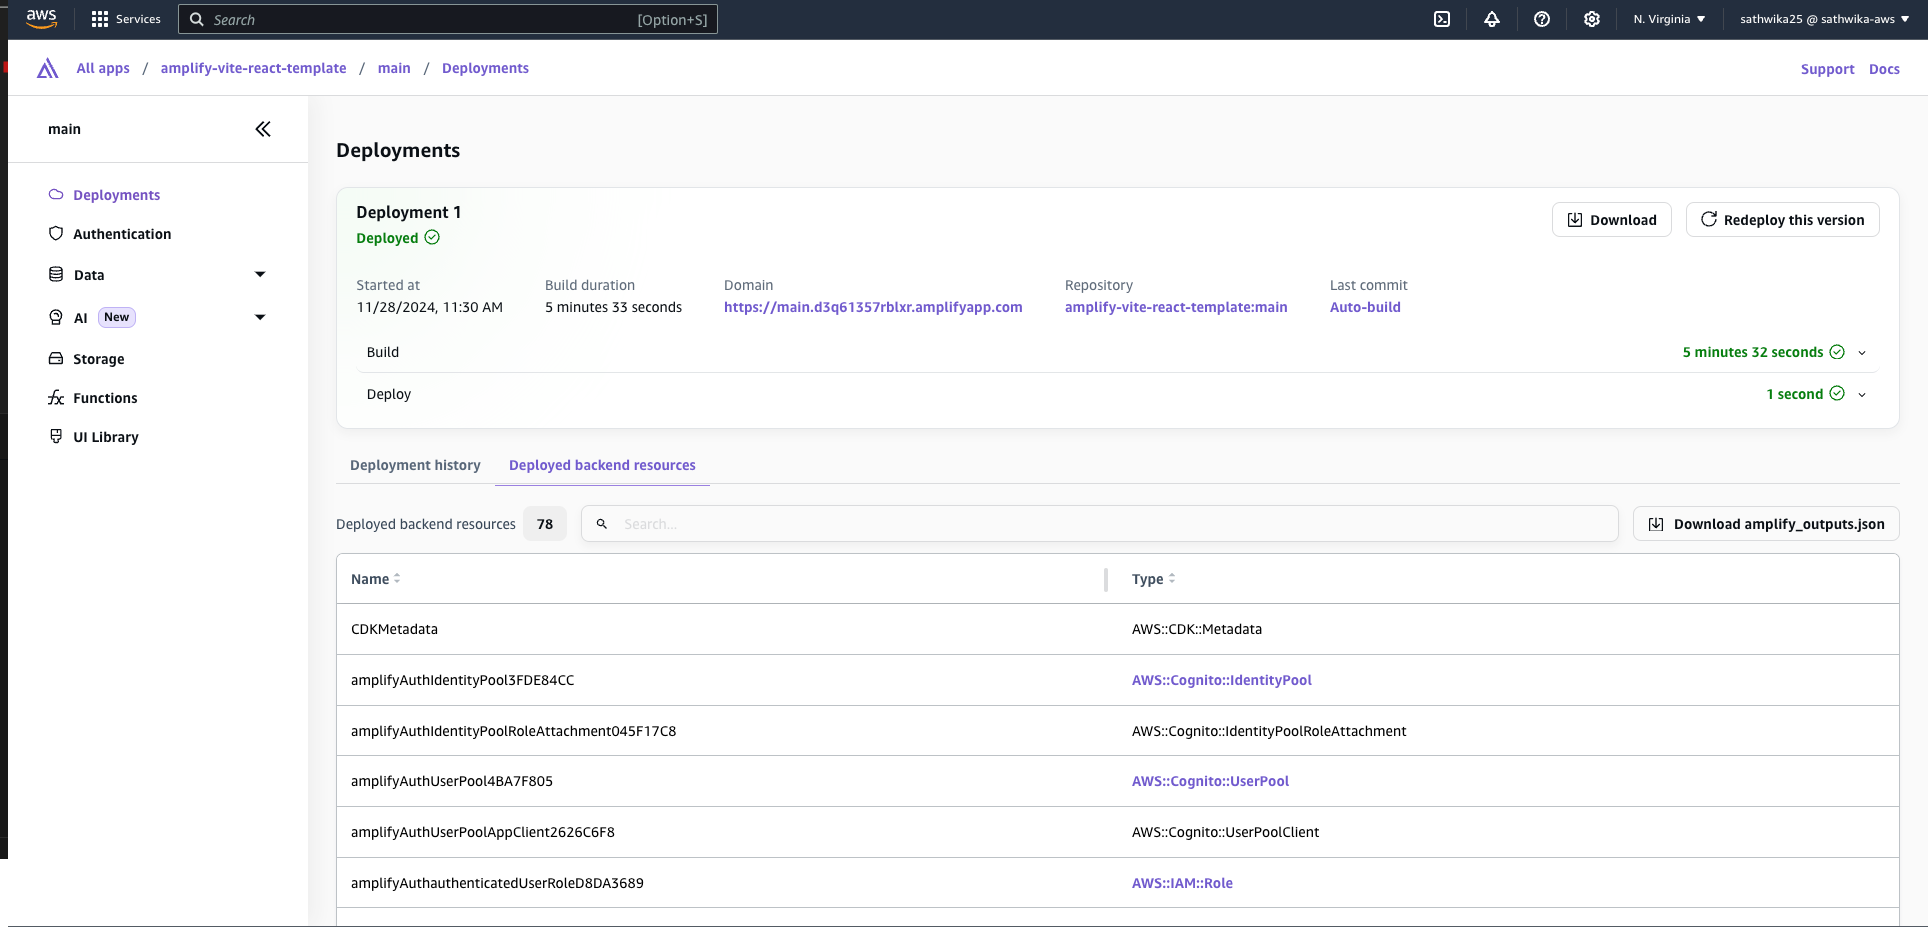 aws Services Search [Option+S] N. Virginia ▼ sathwika25 @ sathwika-aws ▼
All apps / amplify-vite-react-template / main / Deployments Support Docs
main
Deployments
Authentication
Data
AI New
Storage
Functions
UI Library
Deployments
Deployment 1
Deployed
Download Redeploy this version
Started at Build duration Domain Repository Last commit
11/28/2024, 11:30 AM 5 minutes 33 seconds https://main.d3q61357rblxr.amplifyapp.com amplify-vite-react-template:main Auto-build
Build 5 minutes 32 seconds
Deploy 1 second
Deployment history Deployed backend resources
Deployed backend resources 78 Search... Download amplify_outputs.json
Name Type
CDKMetadata AWS::CDK::Metadata
amplifyAuthIdentityPool3FDE84CC AWS::Cognito::IdentityPool
amplifyAuthIdentityPoolRoleAttachment045F17C8 AWS::Cognito::IdentityPoolRoleAttachment
amplifyAuthUserPool4BA7F805 AWS::Cognito::UserPool
amplifyAuthUserPoolAppClient2626C6F8 AWS::Cognito::UserPoolClient
amplifyAuthauthenticatedUserRoleD8DA3689 AWS::IAM::Role